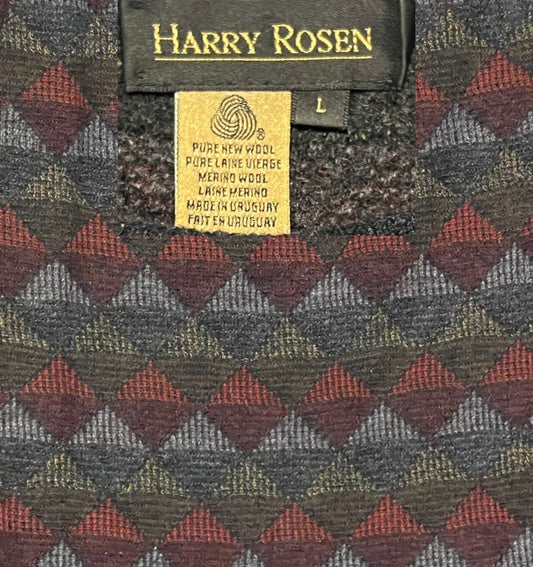 HARRY ROSEN
L
®
PURE NEW WOOL
PURE LAINE VIERGE
MERINO WOOL
LAINE MERINO
MADE IN URUGUAY
FAIT EN URUGUAY